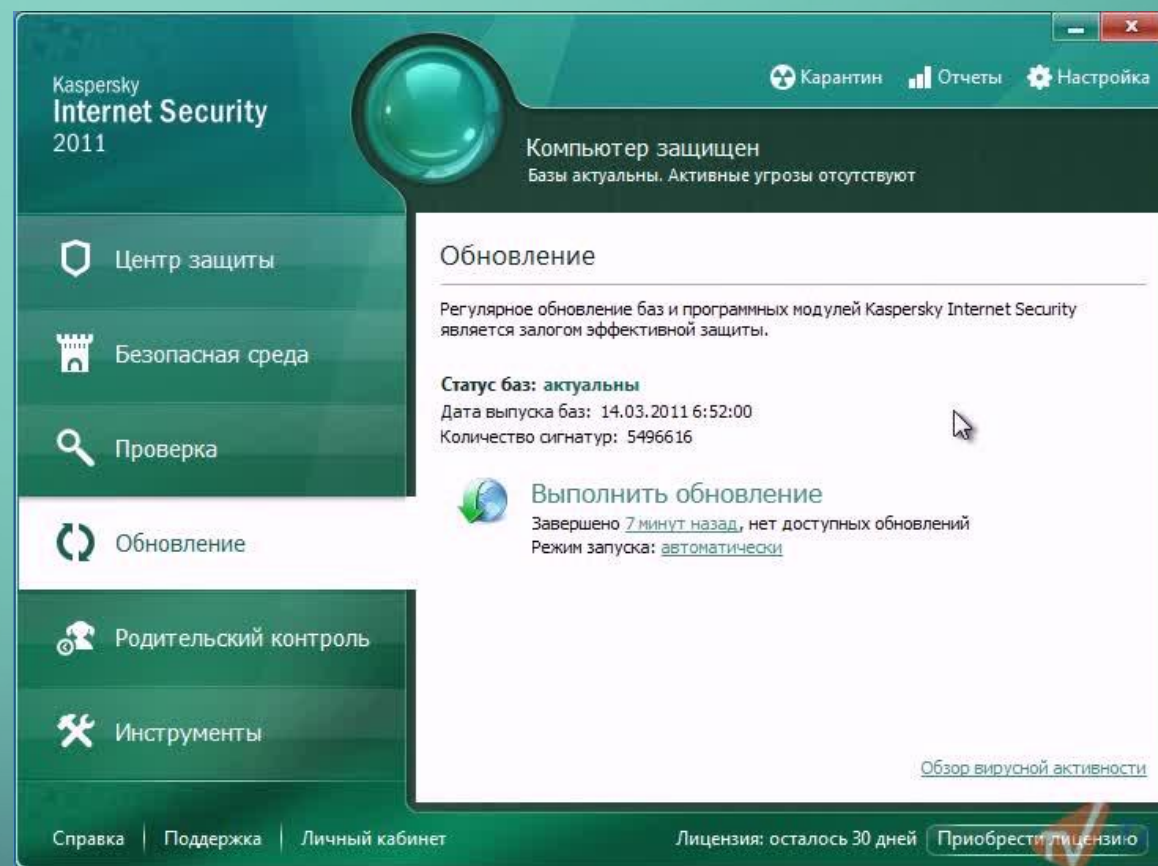 Kaspersky
Internet Security
2011
Карантин
Отчеты
Настройка
Компьютер защищен
Базы актуальны. Активные угрозы отсутствуют
Центр защиты
Безопасная среда
Проверка
Обновление
Родительский контроль
Инструменты
Обновление
Регулярное обновление баз и программных модулей Kaspersky Internet Security
является залогом эффективной защиты.
Статус баз: актуальны
Дата выпуска баз: 14.03.2011 6:52:00
Количество сигнатур: 5496616
Выполнить обновление
Завершено 7 минут назад, нет доступных обновлений
Режим запуска: автоматически
Обзор вирусной активности
Справка
Поддержка
Личный кабинет
Лицензия: осталось 30 дней
Приобрести лицензию